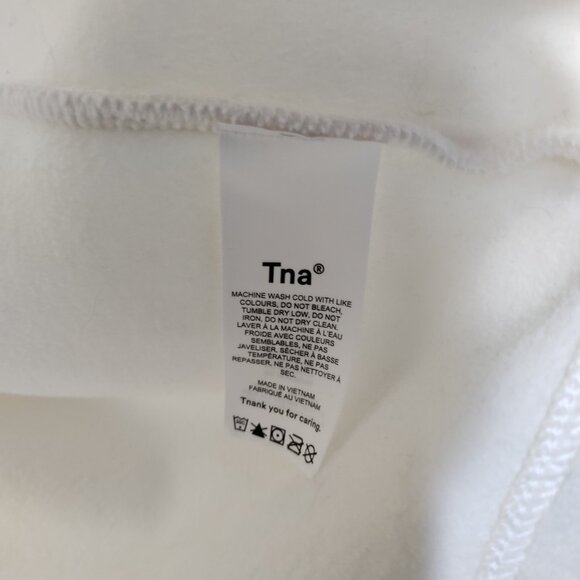 Tna®
MACHINE WASH COLD WITH LIKE
COLOURS, DO NOT BLEACH,
TUMBLE DRY LOW, DO NOT
IRON, DO NOT DRY CLEAN.
LAVER À LA MACHINE À L'EAU
FROIDE AVEC COULEURS
SEMBLABLES, NE PAS
JAVELISER, SÉCHER À BASSE
TEMPÉRATURE, NE PAS
REPASSER, NE PAS NETTOYER À
SEC.
MADE IN VIETNAM
FABRIQUÉ AU VIETNAM
Tnank you for caring.